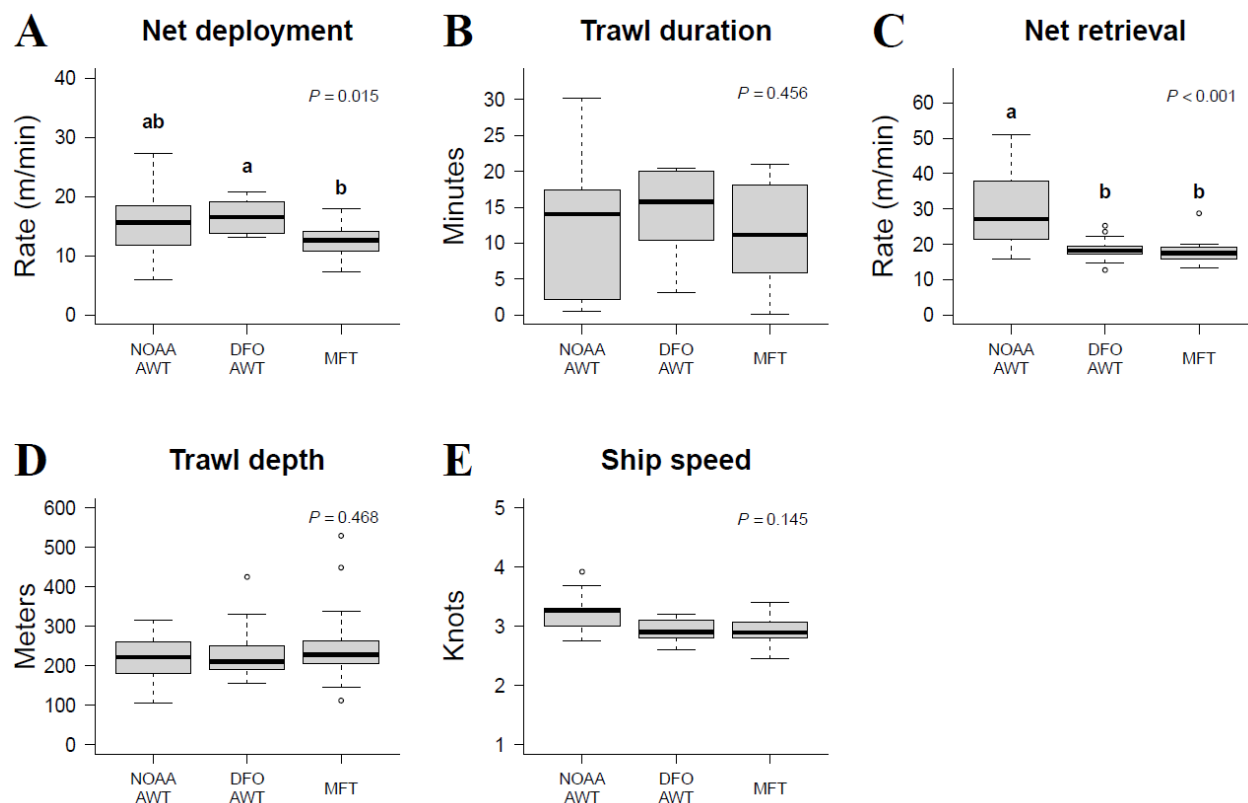 A Net deployment
Rate (m/min)
40
30
20
10
0
P = 0.015
ab
a
b
NOAA AWT
DFO AWT
MFT
B Trawl duration
Minutes
30
25
20
15
10
5
0
P = 0.456
NOAA AWT
DFO AWT
MFT
C Net retrieval
Rate (m/min)
60
50
40
30
20
10
0
P < 0.001
a
b
b
NOAA AWT
DFO AWT
MFT
D Trawl depth
Meters
600
500
400
300
200
100
0
P = 0.468
NOAA AWT
DFO AWT
MFT
E Ship speed
Knots
5
4
3
2
1
P = 0.145
NOAA AWT
DFO AWT
MFT